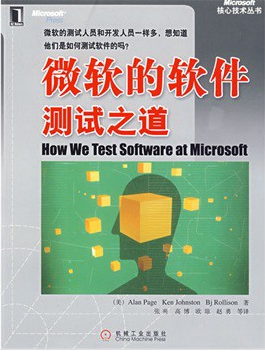 Microsoft
Press
Microsoft
核心技术丛书
微软的测试人员和开发人员一样多,想知道
他们是如何测试软件的吗?
微软的软件
测试之道
How We Test Software at Microsoft
(美) Alan Page Ken Johnston Bj Rollison 著
张奭 高博 欧琼 赵勇 等译
机械工业出版社
China Machine Press